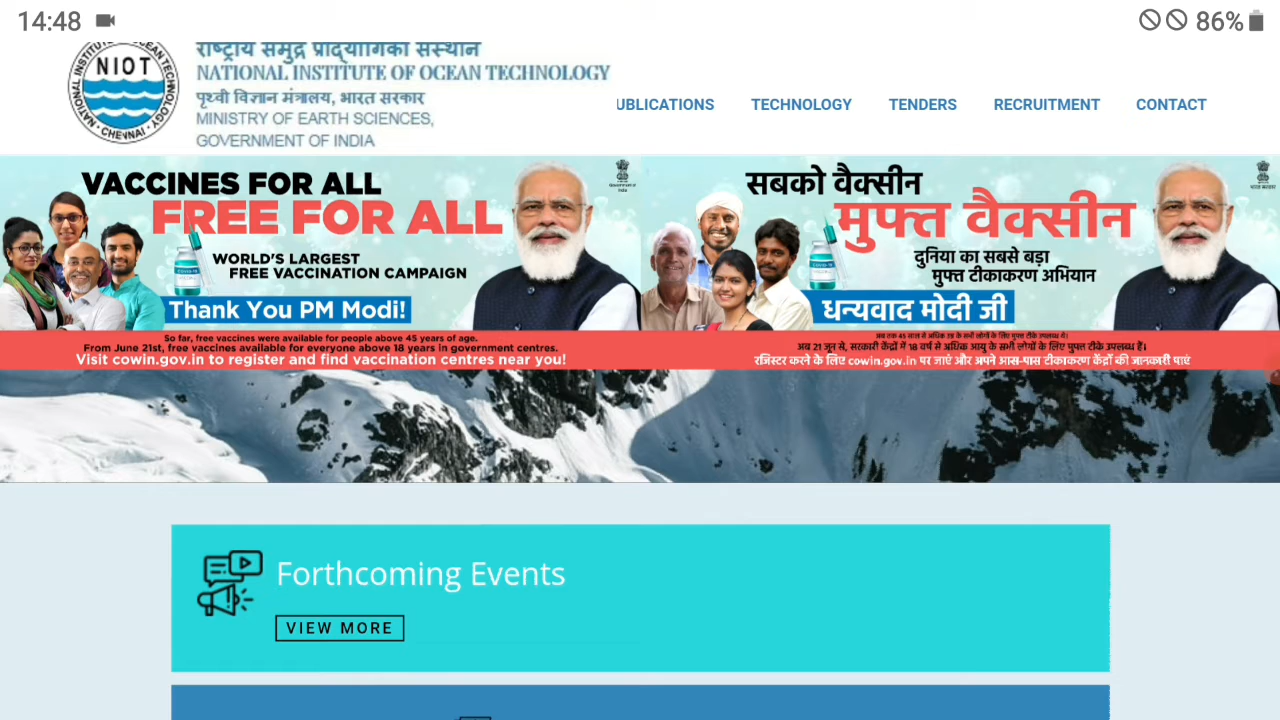 14:48
86%
राष्ट्रीय समुद्र प्रौद्योगिकी संस्थान
NATIONAL INSTITUTE OF OCEAN TECHNOLOGY
पृथ्वी विज्ञान मंत्रालय, भारत सरकार
MINISTRY OF EARTH SCIENCES,
GOVERNMENT OF INDIA
NIOT
CHENNAI
UBLICATIONS TECHNOLOGY TENDERS RECRUITMENT CONTACT
VACCINES FOR ALL
FREE FOR ALL
WORLD'S LARGEST
FREE VACCINATION CAMPAIGN
Thank You PM Modi!
So far, free vaccines were available for people above 45 years of age.
From June 21st, free vaccines available for everyone above 18 years in government centres.
Visit cowin.gov.in to register and find vaccination centres near you!
सबको वैक्सीन
मुफ्त वैक्सीन
दुनिया का सबसे बड़ा
मुफ्त टीकाकरण अभियान
धन्यवाद मोदी जी
अब 21 जून से, सरकारी केंद्रों में 18 वर्ष से अधिक आयु के सभी लोगों के लिए मुफ्त टीके उपलब्ध हैं।
रजिस्टर करने के लिए cowin.gov.in पर जाएं और अपने आस-पास टीकाकरण केंद्रों की जानकारी पाएं
Forthcoming Events
VIEW MORE